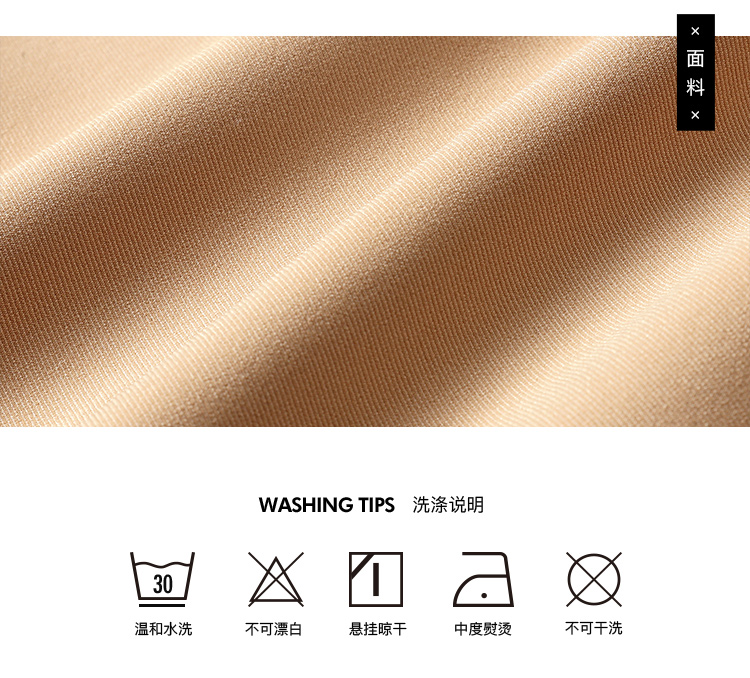 ×
面
料
×
WASHING TIPS 洗涤说明
30
温和水洗
不可漂白
悬挂晾干
中度熨烫
不可干洗